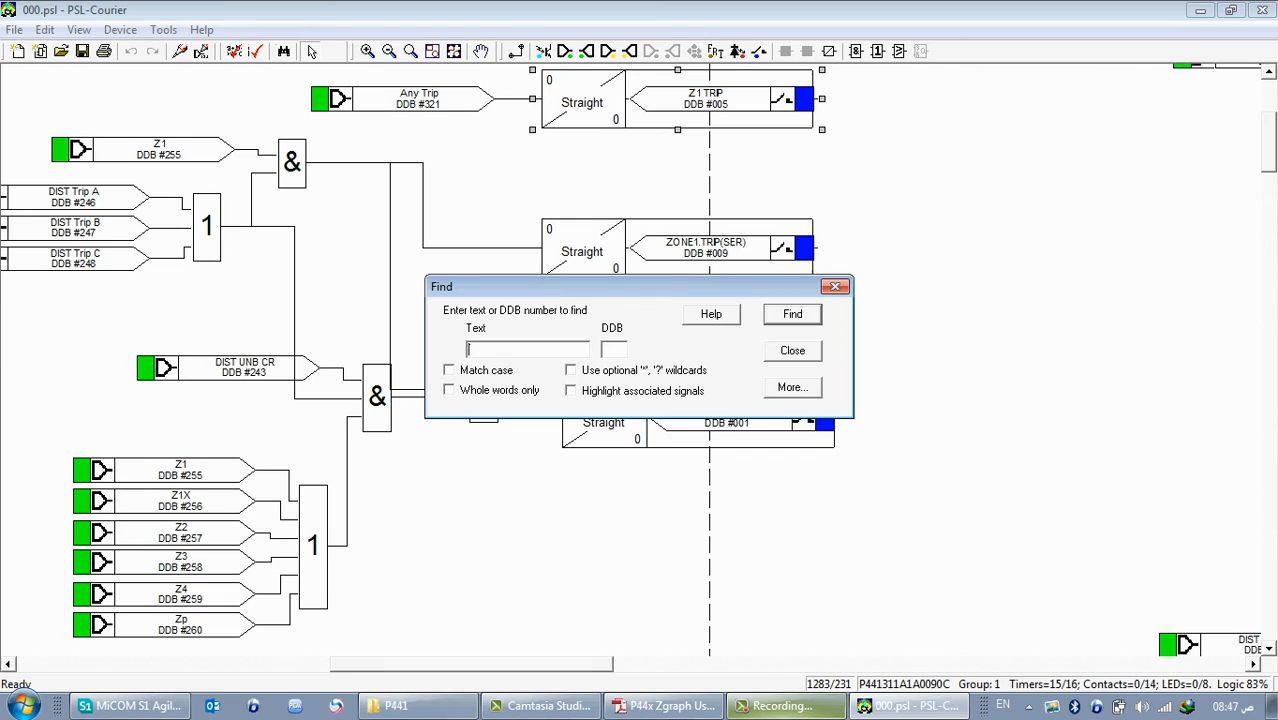 000.psl - PSL-Courier
File Edit View Device Tools Help
0
Any Trip
DDB #321
Straight
Z1 TRIP
DDB #005
0
Z1
DDB #255
&
DIST Trip A
DDB #246
DIST Trip B
DDB #247
DIST Trip C
DDB #248
1
0
Straight
ZONE1.TRIP(SER)
DDB #009
0
Find
Enter text or DDB number to find
Help
Find
Text
DDB
Close
Match case
Use optional '*', '?' wildcards
Whole words only
Highlight associated signals
More...
DIST UNB CR
DDB #243
&
Straight
DDB #001
0
Z1
DDB #255
Z1X
DDB #256
Z2
DDB #257
Z3
DDB #258
Z4
DDB #259
Zp
DDB #260
1
DIST
DDB
Ready
1283/231
P441311A1A0090C
Group: 1
Timers=15/16
Contacts=0/14
LEDs=0/8
Logic 83%
S1 MiCOM S1 Agil...
P441
Camtasia Studi...
P44x Zgraph Us...
Recording...
000.psl - PSL-C...
EN
08:47 ص